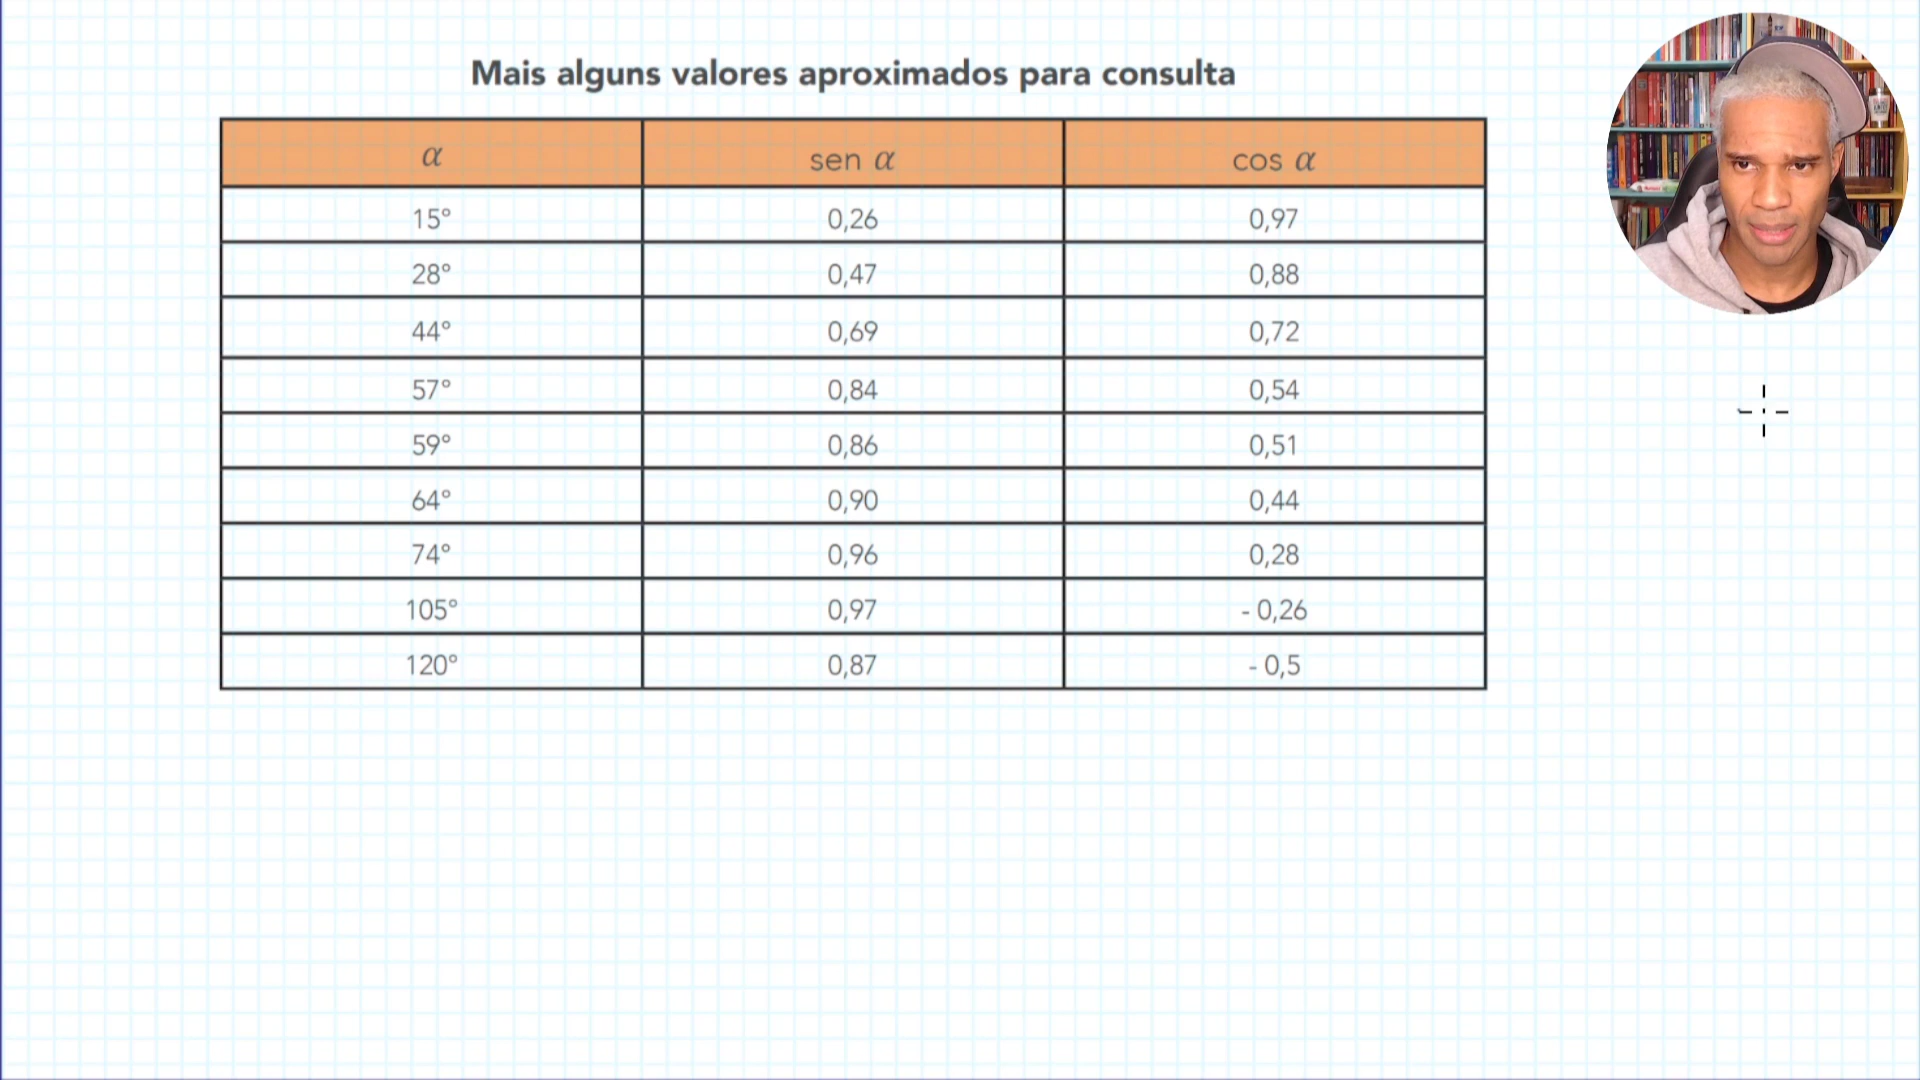 Mais alguns valores aproximados para consulta
α sen α cos α
15° 0,26 0,97
28° 0,47 0,88
44° 0,69 0,72
57° 0,84 0,54
59° 0,86 0,51
64° 0,90 0,44
74° 0,96 0,28
105° 0,97 - 0,26
120° 0,87 - 0,5